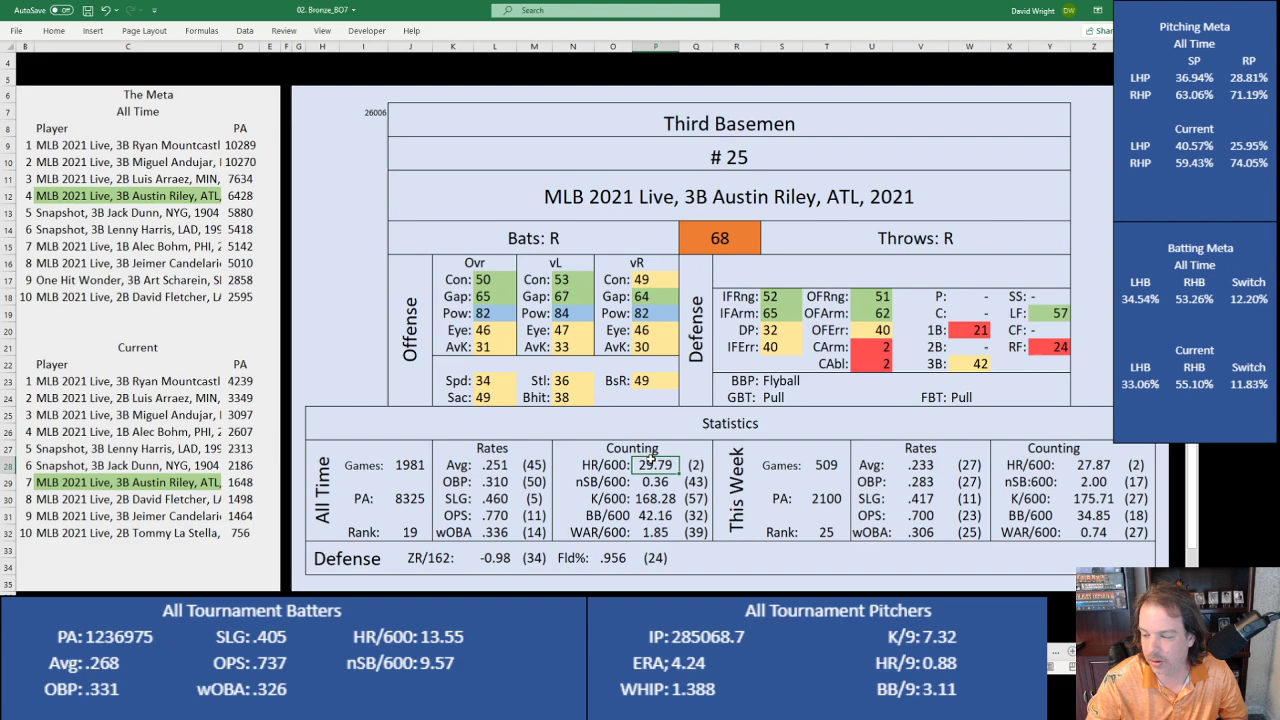 AutoSave Off 02. Bronze_BO7 Search David Wright DW
File Home Insert Page Layout Formulas Data Review View Developer Help Shar
B C D E F G H I J K L M N O P Q R S T U V W X Y Z
The Meta
All Time
Player PA
1 MLB 2021 Live, 3B Ryan Mountcastl 10289
2 MLB 2021 Live, 3B Miguel Andujar, 10270
3 MLB 2021 Live, 2B Luis Arraez, MIN, 7634
4 MLB 2021 Live, 3B Austin Riley, ATL, 6428
5 Snapshot, 3B Jack Dunn, NYG, 1904 5880
6 Snapshot, 3B Lenny Harris, LAD, 199 5418
7 MLB 2021 Live, 1B Alec Bohm, PHI, 2 5142
8 MLB 2021 Live, 3B Jeimer Candelari 5010
9 One Hit Wonder, 3B Art Scharein, SL 2858
10 MLB 2021 Live, 2B David Fletcher, L 2595
Current
Player PA
1 MLB 2021 Live, 3B Ryan Mountcastl 4239
2 MLB 2021 Live, 2B Luis Arraez, MIN, 3349
3 MLB 2021 Live, 3B Miguel Andujar, 3097
4 MLB 2021 Live, 1B Alec Bohm, PHI, 2 2607
5 Snapshot, 3B Lenny Harris, LAD, 199 2313
6 Snapshot, 3B Jack Dunn, NYG, 1904 2186
7 MLB 2021 Live, 3B Austin Riley, ATL, 1648
8 MLB 2021 Live, 2B David Fletcher, L 1498
9 MLB 2021 Live, 3B Jeimer Candelari 1464
10 MLB 2021 Live, 2B Tommy La Stella, 756
26006
Third Basemen
# 25
MLB 2021 Live, 3B Austin Riley, ATL, 2021
Bats: R 68 Throws: R
Offense
Ovr vL vR
Con: 50 Con: 53 Con: 49
Gap: 65 Gap: 67 Gap: 64
Pow: 82 Pow: 84 Pow: 82
Eye: 46 Eye: 47 Eye: 46
AvK: 31 AvK: 33 AvK: 30
Spd: 34 Stl: 36 BsR: 49
Sac: 49 Bhit: 38
Defense
IFRng: 52 OFRng: 51 P: - SS: -
IFArm: 65 OFArm: 62 C: - LF: 57
DP: 32 OFErr: 40 1B: 21 CF: -
IFErr: 40 CArm: 2 2B: - RF: 24
CAbl: 2 3B: 42
BBP: Flyball
GBT: Pull FBT: Pull
Statistics
All Time
Rates Counting
Games: 1981 Avg: .251 (45) HR/600: 29.79 (2)
OBP: .310 (50) nSB/600: 0.36 (43)
PA: 8325 SLG: .460 (5) K/600: 168.28 (57)
OPS: .770 (11) BB/600 42.16 (32)
Rank: 19 wOBA .336 (14) WAR/600: 1.85 (39)
This Week
Rates Counting
Games: 509 Avg: .233 (27) HR/600: 27.87 (2)
OBP: .283 (27) nSB:600: 2.00 (17)
PA: 2100 SLG: .417 (11) K/600: 175.71 (27)
OPS: .700 (23) BB/600 34.85 (18)
Rank: 25 wOBA: .306 (25) WAR/600: 0.74 (27)
Defense ZR/162: -0.98 (34) Fld%: .956 (24)
Pitching Meta
All Time
SP RP
LHP 36.94% 28.81%
RHP 63.06% 71.19%
Current
LHP 40.57% 25.95%
RHP 59.43% 74.05%
Batting Meta
All Time
LHB RHB Switch
34.54% 53.26% 12.20%
Current
LHB RHB Switch
33.06% 55.10% 11.83%
All Tournament Batters
PA: 1236975 SLG: .405 HR/600: 13.55
Avg: .268 OPS: .737 nSB/600: 9.57
OBP: .331 wOBA: .326
All Tournament Pitchers
IP: 285068.7 K/9: 7.32
ERA; 4.24 HR/9: 0.88
WHIP: 1.388 BB/9: 3.11